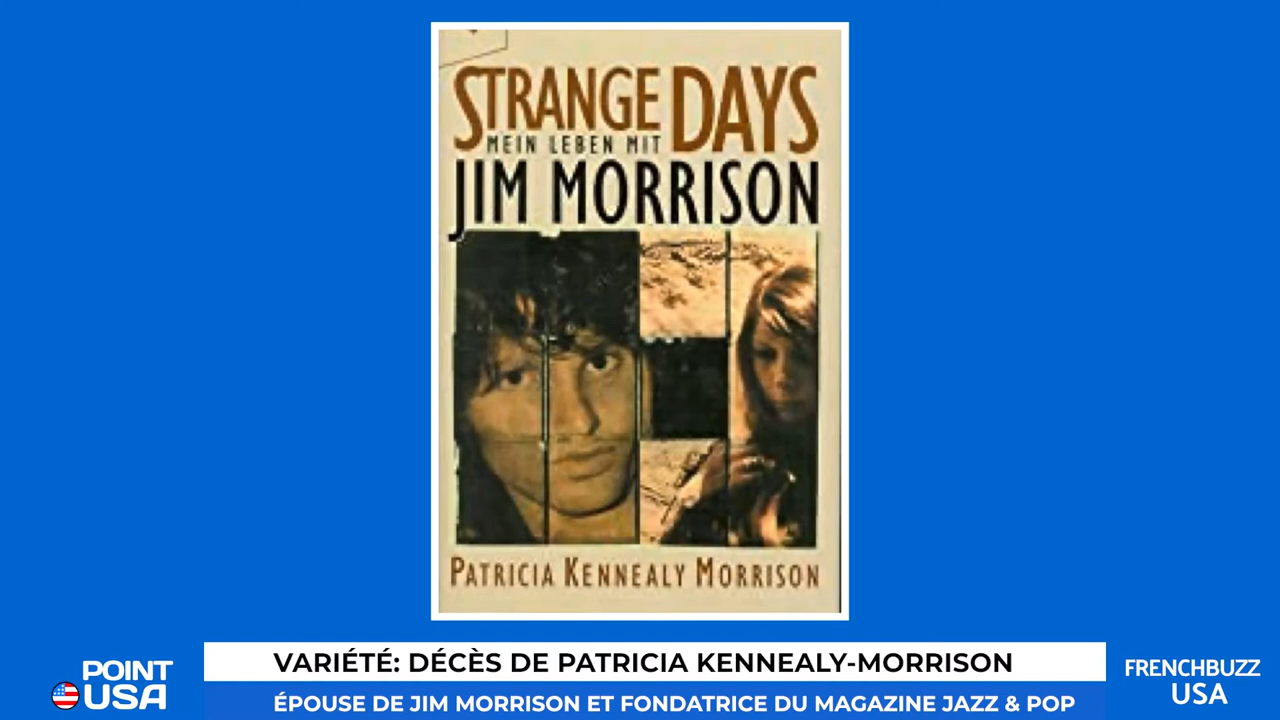 STRANGE DAYS
MEIN LEBEN MIT
JIM MORRISON
PATRICIA KENNEALY MORRISON
VARIÉTÉ: DÉCÈS DE PATRICIA KENNEALY-MORRISON
ÉPOUSE DE JIM MORRISON ET FONDATRICE DU MAGAZINE JAZZ & POP
POINT
USA
FRENCHBUZZ
USA